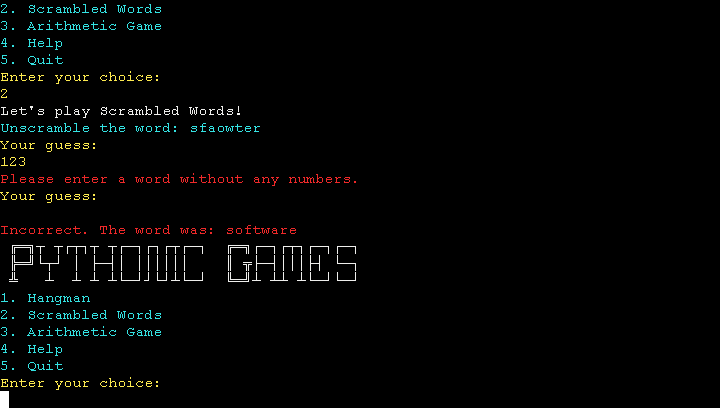 2. Scrambled Words
3. Arithmetic Game
4. Help
5. Quit
Enter your choice:
2
Let's play Scrambled Words!
Unscramble the word: sfaowter
Your guess:
123
Please enter a word without any numbers.
Your guess:
Incorrect. The word was: software
PYTHONIC GAMES
1. Hangman
2. Scrambled Words
3. Arithmetic Game
4. Help
5. Quit
Enter your choice: